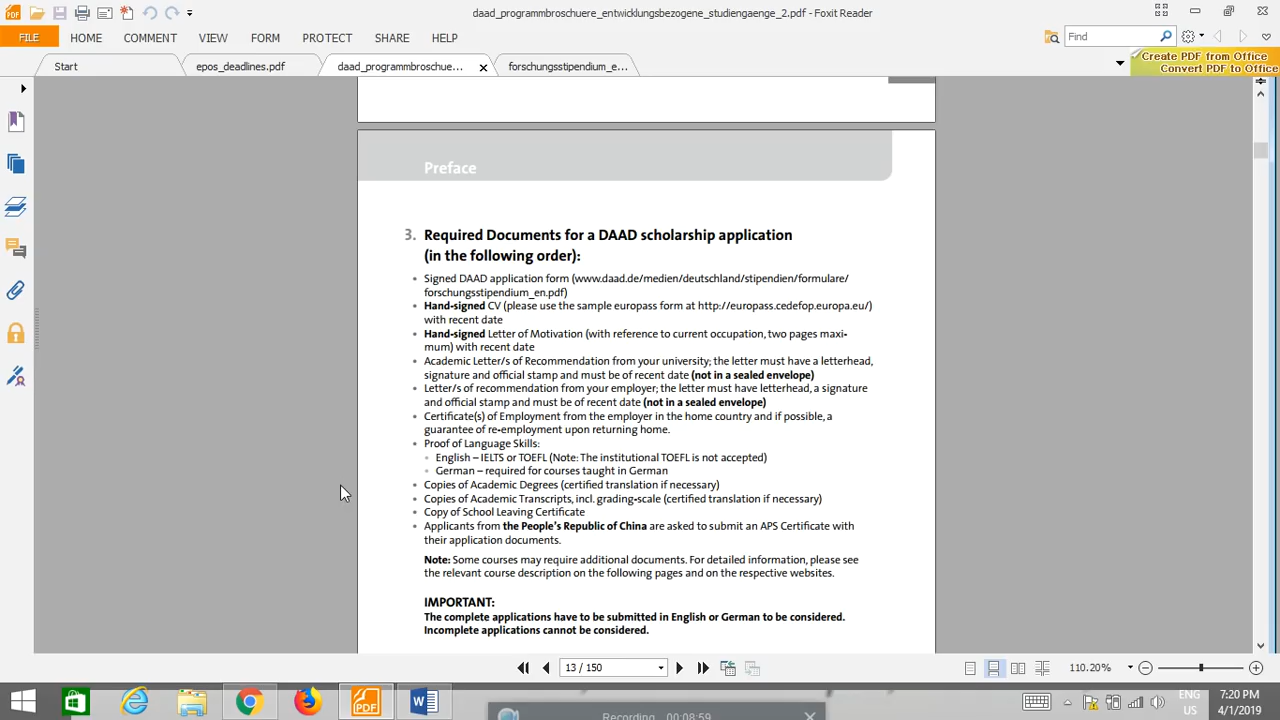 daad_programmbroschuere_entwicklungsbezogene_studiengaenge_2.pdf - Foxit Reader
FILE HOME COMMENT VIEW FORM PROTECT SHARE HELP
Find
Start epos_deadlines.pdf daad_programmbroschue... forschungsstipendium_e...
Create PDF from Office
Convert PDF to Office
Preface
3. Required Documents for a DAAD scholarship application
(in the following order):
• Signed DAAD application form (www.daad.de/medien/deutschland/stipendien/formulare/
forschungsstipendium_en.pdf)
• Hand-signed CV (please use the sample europass form at http://europass.cedefop.europa.eu/)
with recent date
• Hand-signed Letter of Motivation (with reference to current occupation, two pages maxi-
mum) with recent date
• Academic Letter/s of Recommendation from your university; the letter must have a letterhead,
signature and official stamp and must be of recent date (not in a sealed envelope)
• Letter/s of recommendation from your employer; the letter must have letterhead, a signature
and official stamp and must be of recent date (not in a sealed envelope)
• Certificate(s) of Employment from the employer in the home country and if possible, a
guarantee of re-employment upon returning home.
• Proof of Language Skills:
• English – IELTS or TOEFL (Note: The institutional TOEFL is not accepted)
• German – required for courses taught in German
• Copies of Academic Degrees (certified translation if necessary)
• Copies of Academic Transcripts, incl. grading-scale (certified translation if necessary)
• Copy of School Leaving Certificate
• Applicants from the People's Republic of China are asked to submit an APS Certificate with
their application documents.
Note: Some courses may require additional documents. For detailed information, please see
the relevant course description on the following pages and on the respective websites.
IMPORTANT:
The complete applications have to be submitted in English or German to be considered.
Incomplete applications cannot be considered.
13 / 150
110.20%
ENG 7:20 PM
US 4/1/2019
Recording 00:08:59